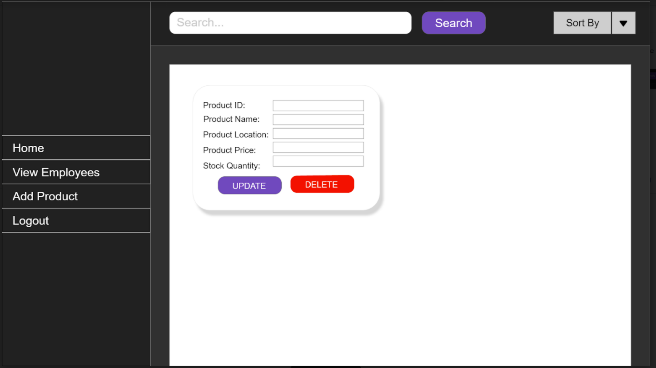 Search...
Search
Sort By
Home
View Employees
Add Product
Logout
Product ID:
Product Name:
Product Location:
Product Price:
Stock Quantity:
UPDATE
DELETE